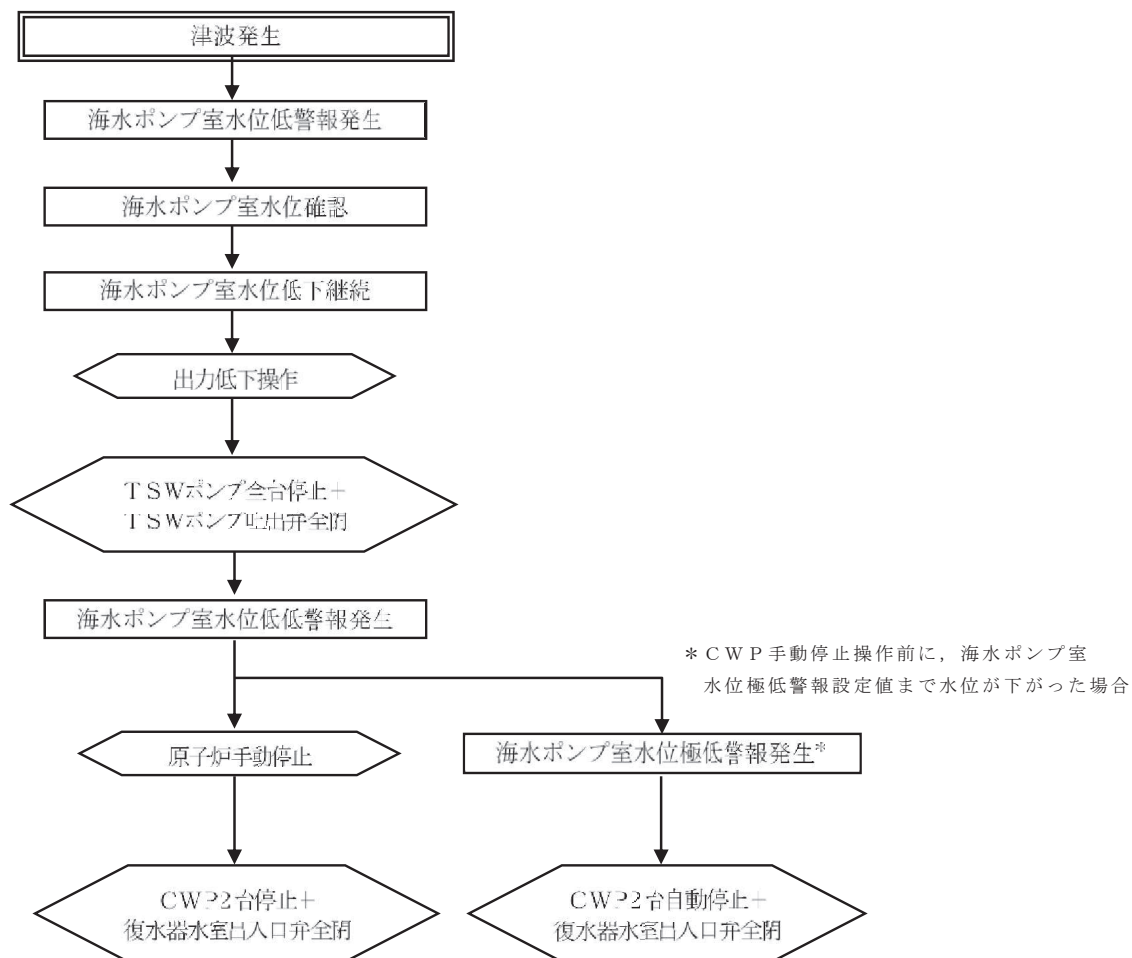 津波発生
海水ポンプ室水位低警報発生
海水ポンプ室水位確認
海水ポンプ室水位低下継続
出力低下操作
TSWポンプ全台停止+
TSWポンプ吐出弁全閉
海水ポンプ室水位低低警報発生
*CWP手動停止操作前に,海水ポンプ室
水位極低警報設定値まで水位が下がった場合
原子炉手動停止
海水ポンプ室水位極低警報発生*
CWP2台停止+
復水器水室出入口弁全閉
CWP2台自動停止+
復水器水室出入口弁全閉